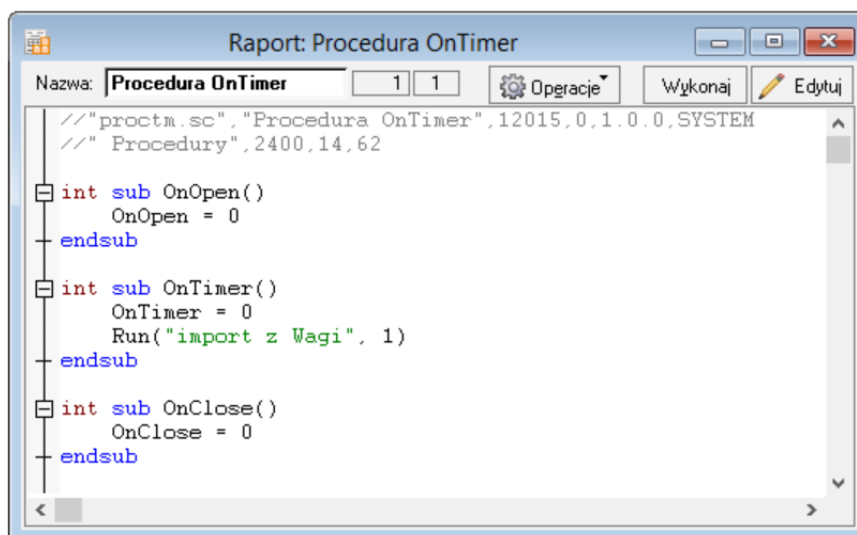 Raport: Procedura OnTimer
Nazwa: Procedura OnTimer 1 1 Operacje Wykonaj Edytuj
//"proctm.sc","Procedura OnTimer",12015,0,1.0.0,SYSTEM
//" Procedury",2400,14,62
int sub OnOpen()
OnOpen = 0
endsub
int sub OnTimer()
OnTimer = 0
Run("import z Wagi", 1)
endsub
int sub OnClose()
OnClose = 0
endsub